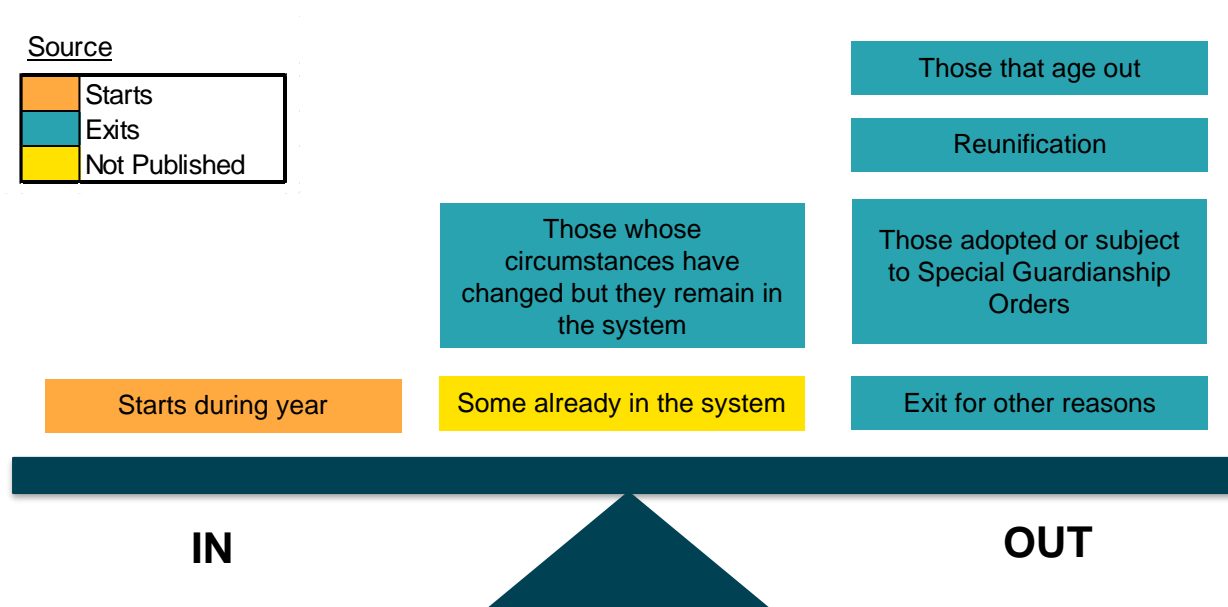 Source
Starts
Exits
Not Published
Those that age out
Reunification
Those whose
circumstances have
changed but they remain in
the system
Those adopted or subject
to Special Guardianship
Orders
Starts during year
Some already in the system
Exit for other reasons
IN
OUT